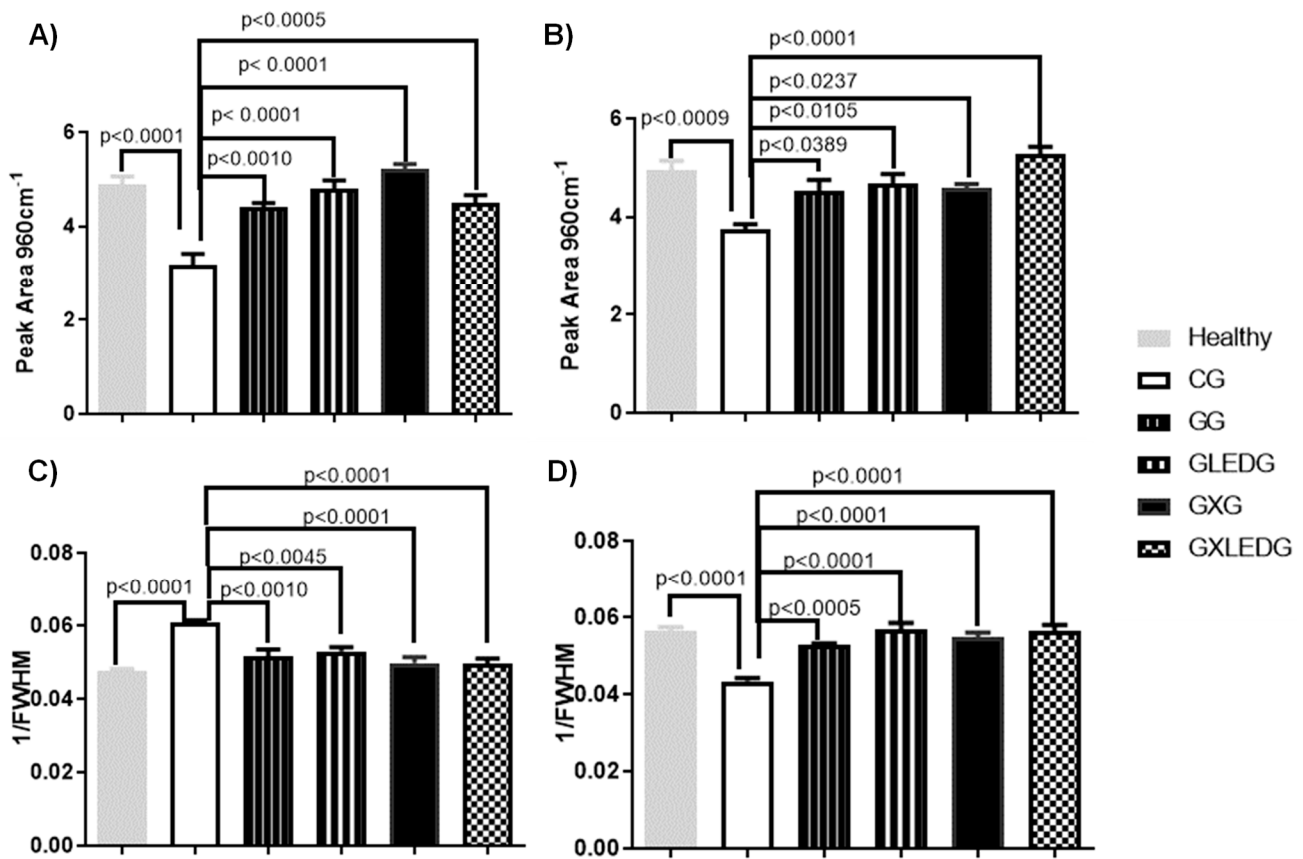 A)
p<0.0005
p< 0.0001
p< 0.0001
p<0.0001
p<0.0010
Peak Area 960cm-1
6
4
2
0
B)
p<0.0001
p<0.0237
p<0.0105
p<0.0009
p<0.0389
Peak Area 960cm-1
6
4
2
0
C)
p<0.0001
p<0.0001
p<0.0045
p<0.0001
p<0.0010
1/FWHM
0.08
0.06
0.04
0.02
0.00
D)
p<0.0001
p<0.0001
p<0.0001
p<0.0001
p<0.0005
1/FWHM
0.08
0.06
0.04
0.02
0.00
Healthy
CG
GG
GLEDG
GXG
GXLEDG